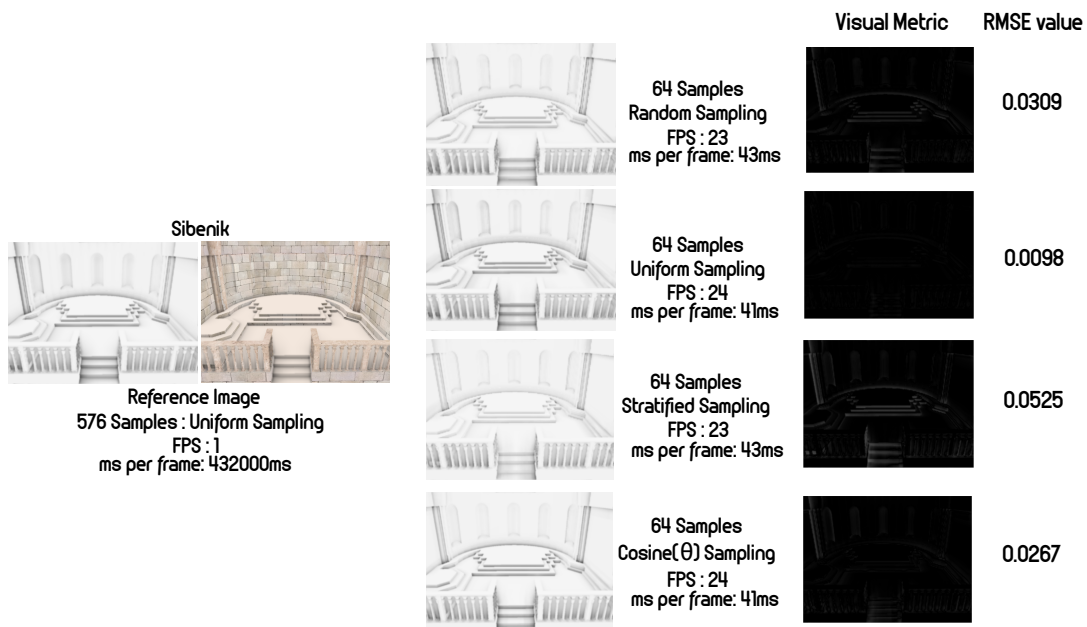 Visual Metric RMSE value
64 Samples
Random Sampling
FPS : 23
ms per frame: 43ms
0.0309
64 Samples
Uniform Sampling
FPS : 24
ms per frame: 41ms
0.0098
Sibenik
Reference Image
576 Samples : Uniform Sampling
FPS : 1
ms per frame: 432000ms
64 Samples
Stratified Sampling
FPS : 23
ms per frame: 43ms
0.0525
64 Samples
Cosine(θ) Sampling
FPS : 24
ms per frame: 41ms
0.0267